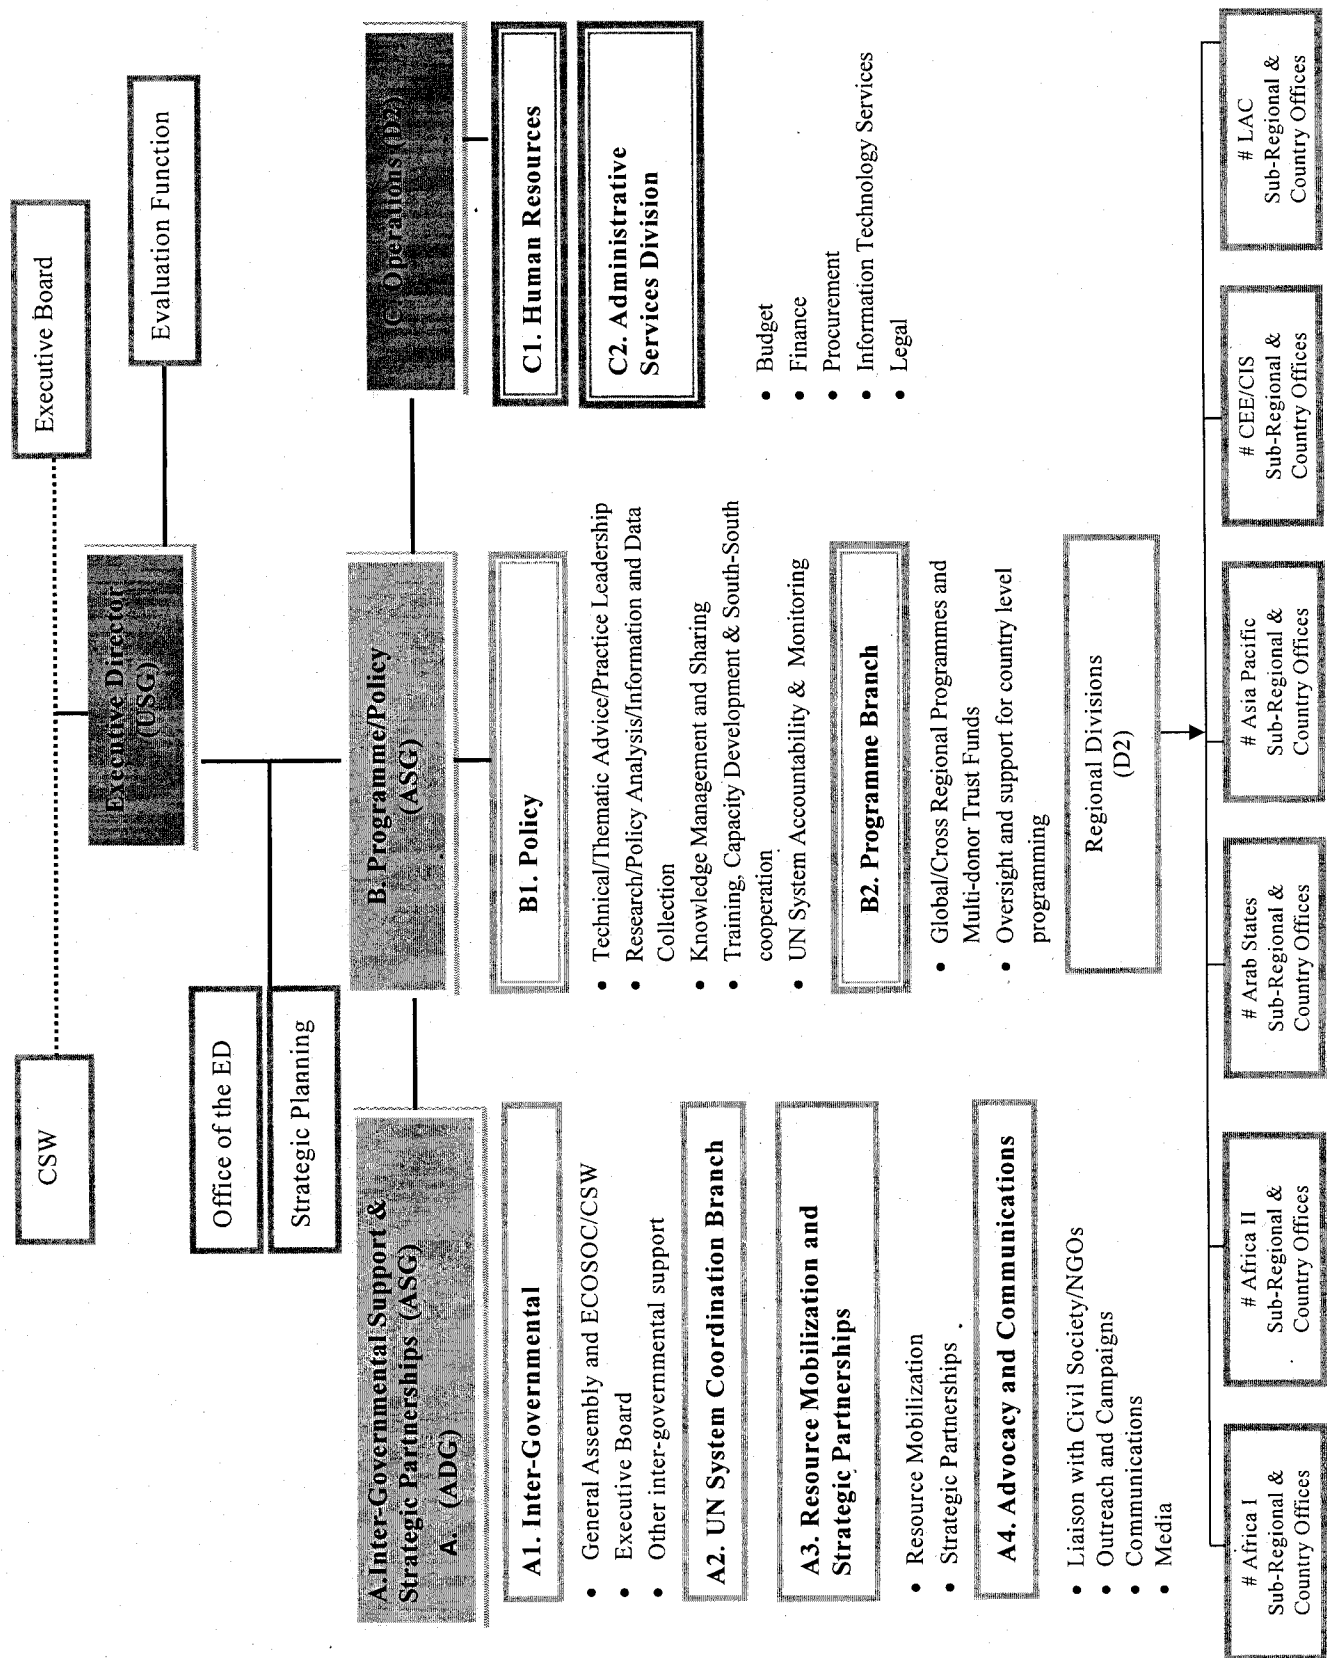 CSW
Executive Board
Executive Director
(USG)
Evaluation Function
Office of the ED
Strategic Planning
A.Inter-Governmental Support &
Strategic Partnerships (ASG)
A. (ADG)
A1. Inter-Governmental
• General Assembly and ECOSOC/CSW
• Executive Board
• Other inter-governmental support
A2. UN System Coordination Branch
A3. Resource Mobilization and
Strategic Partnerships
• Resource Mobilization
• Strategic Partnerships
A4. Advocacy and Communications
• Liaison with Civil Society/NGOs
• Outreach and Campaigns
• Communications
• Media
B. Programme/Policy
(ASG)
B1. Policy
• Technical/Thematic Advice/Practice Leadership
• Research/Policy Analysis/Information and Data
Collection
• Knowledge Management and Sharing
• Training, Capacity Development & South-South
cooperation
• UN System Accountability & Monitoring
B2. Programme Branch
• Global/Cross Regional Programmes and
Multi-donor Trust Funds
• Oversight and support for country level
programming
Regional Divisions
(D2)
C. Operations (D2)
C1. Human Resources
C2. Administrative
Services Division
• Budget
• Finance
• Procurement
• Information Technology Services
• Legal
# Africa I
Sub-Regional &
Country Offices
# Africa II
Sub-Regional &
Country Offices
# Arab States
Sub-Regional &
Country Offices
# Asia Pacific
Sub-Regional &
Country Offices
# CEE/CIS
Sub-Regional &
Country Offices
# LAC
Sub-Regional &
Country Offices